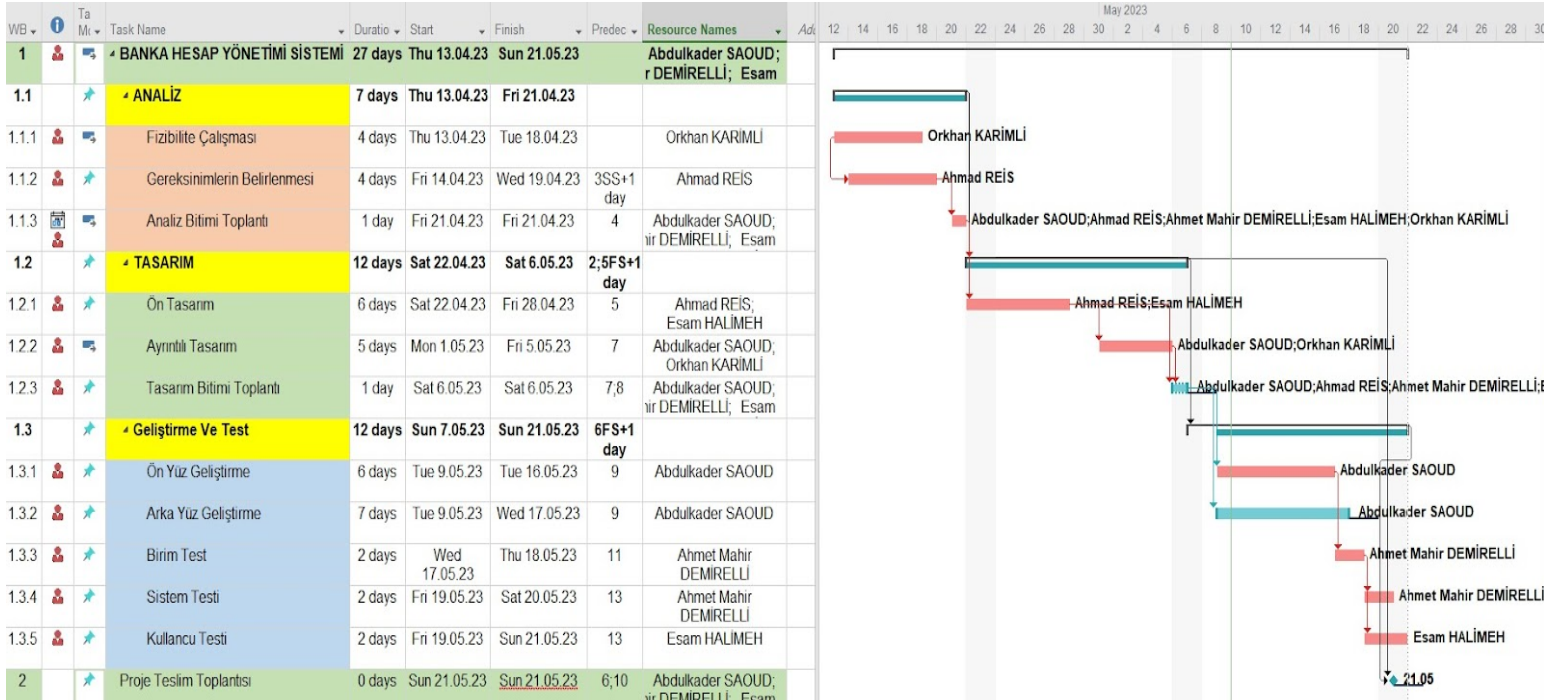 WB Ta Mc Task Name Duratio Start Finish Predec Resource Names
May 2023
12 14 16 18 20 22 24 26 28 30 2 4 6 8 10 12 14 16 18 20 22 24 26 28 30
1 BANKA HESAP YÖNETİMİ SİSTEMİ 27 days Thu 13.04.23 Sun 21.05.23 Abdulkader SAOUD;
r DEMİRELLİ; Esam
1.1 ANALİZ 7 days Thu 13.04.23 Fri 21.04.23
1.1.1 Fizibilite Çalışması 4 days Thu 13.04.23 Tue 18.04.23 Orkhan KARİMLİ Orkhan KARİMLİ
1.1.2 Gereksinimlerin Belirlenmesi 4 days Fri 14.04.23 Wed 19.04.23 3SS+1 Ahmad REİS Ahmad REİS
day
1.1.3 Analiz Bitimi Toplantı 1 day Fri 21.04.23 Fri 21.04.23 4 Abdulkader SAOUD; Abdulkader SAOUD;Ahmad REİS;Ahmet Mahir DEMİRELLİ;Esam HALİMEH;Orkhan KARİMLİ
ir DEMİRELLİ; Esam
1.2 TASARIM 12 days Sat 22.04.23 Sat 6.05.23 2;5FS+1
day
1.2.1 Ön Tasarım 6 days Sat 22.04.23 Fri 28.04.23 5 Ahmad REİS; Ahmad REİS;Esam HALİMEH
Esam HALİMEH
1.2.2 Ayrıntılı Tasarım 5 days Mon 1.05.23 Fri 5.05.23 7 Abdulkader SAOUD; Abdulkader SAOUD;Orkhan KARİMLİ
Orkhan KARİMLİ
1.2.3 Tasarım Bitimi Toplantı 1 day Sat 6.05.23 Sat 6.05.23 7;8 Abdulkader SAOUD; Abdulkader SAOUD;Ahmad REİS;Ahmet Mahir DEMİRELLİ;E
ir DEMİRELLİ; Esam
1.3 Geliştirme Ve Test 12 days Sun 7.05.23 Sun 21.05.23 6FS+1
day
1.3.1 Ön Yüz Geliştirme 6 days Tue 9.05.23 Tue 16.05.23 9 Abdulkader SAOUD Abdulkader SAOUD
1.3.2 Arka Yüz Geliştirme 7 days Tue 9.05.23 Wed 17.05.23 9 Abdulkader SAOUD Abdulkader SAOUD
1.3.3 Birim Test 2 days Wed Thu 18.05.23 11 Ahmet Mahir Ahmet Mahir DEMİRELLİ
17.05.23 DEMİRELLİ
1.3.4 Sistem Testi 2 days Fri 19.05.23 Sat 20.05.23 13 Ahmet Mahir Ahmet Mahir DEMİRELLİ
DEMİRELLİ
1.3.5 Kullancu Testi 2 days Fri 19.05.23 Sun 21.05.23 13 Esam HALİMEH Esam HALİMEH
2 Proje Teslim Toplantısı 0 days Sun 21.05.23 Sun 21.05.23 6;10 Abdulkader SAOUD; 21.05